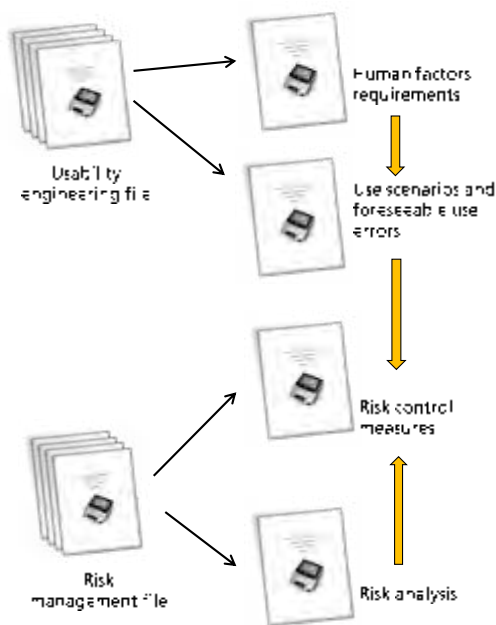 Human factors
requirements
Usability
engineering file
Use scenarios and
foreseeable use
errors
Risk control
measures
Risk
management file
Risk analysis